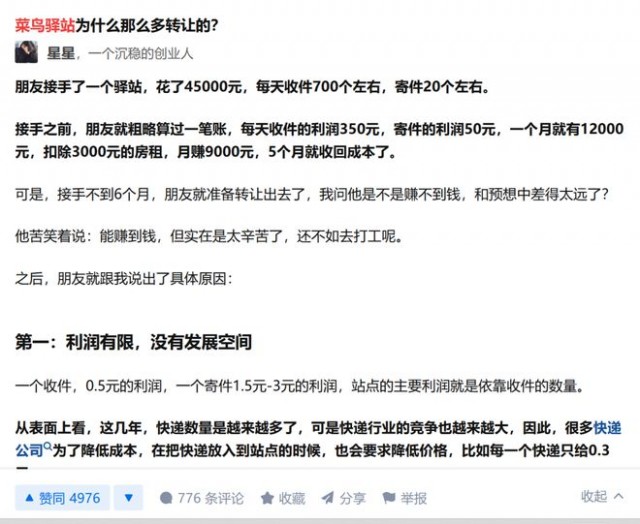 菜鸟驿站为什么那么多转让的？
星星，一个沉稳的创业人
朋友接手了一个驿站，花了45000元，每天收件700个左右，寄件20个左右。
接手之前，朋友就粗略算过一笔账，每天收件的利润350元，寄件的利润50元，一个月就有12000
元，扣除3000元的房租，月赚9000元，5个月就收回成本了。
可是，接手不到6个月，朋友就准备转让出去了，我问他是不是赚不到钱，和预想中差得太远了？
他苦笑着说：能赚到钱，但实在是太辛苦了，还不如去打工呢。
之后，朋友就跟我说出了具体原因：
第一：利润有限，没有发展空间
一个收件，0.5元的利润，一个寄件1.5元-3元的利润，站点的主要利润就是依靠收件的数量。
从表面上看，这几年，快递数量是越来越多了，可是快递行业的竞争也越来越大，因此，很多快递
公司为了降低成本，在把快递放入到站点的时候，也会要求降低价格，比如每一个快递只给0.3
赞同 4976 776 条评论 收藏 分享 举报 收起